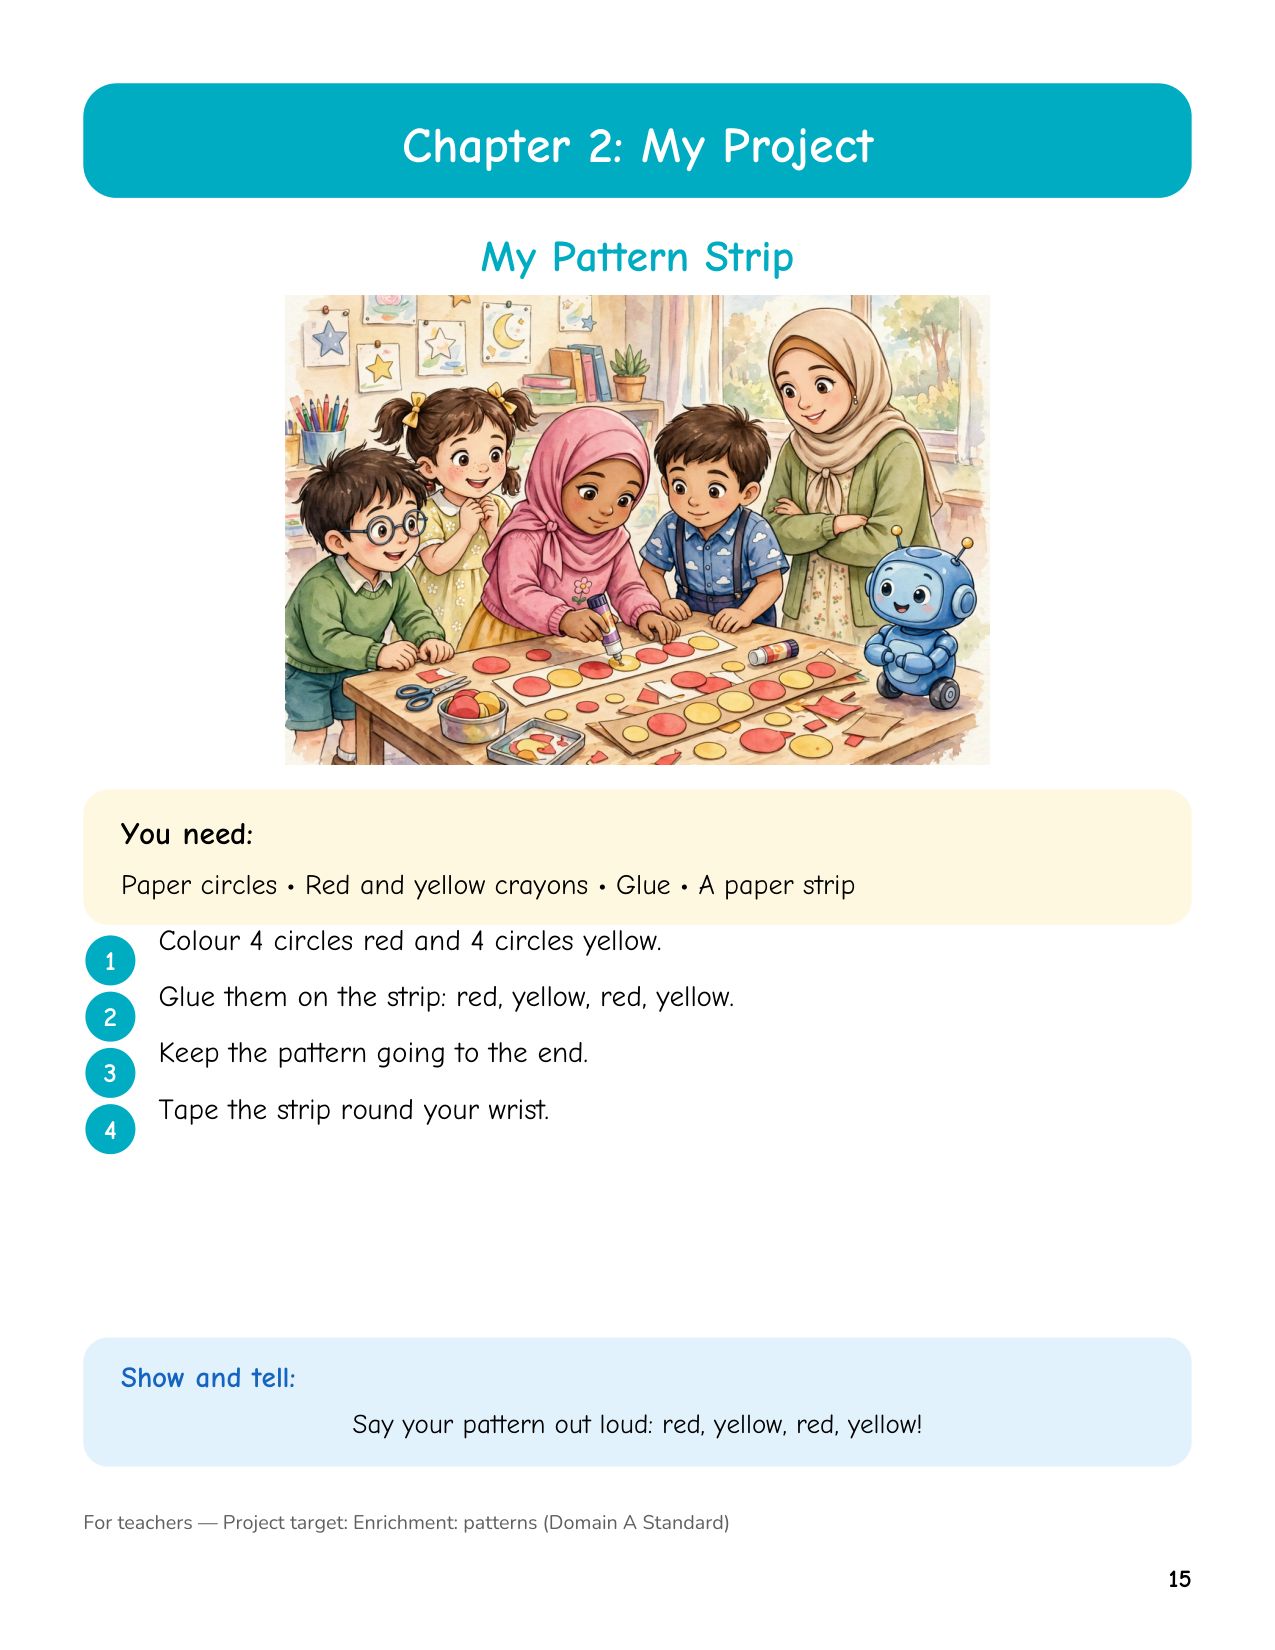 Chapter 2: My Project
My Pattern Strip
You need:
Paper circles • Red and yellow crayons • Glue • A paper strip
1 Colour 4 circles red and 4 circles yellow.
2 Glue them on the strip: red, yellow, red, yellow.
3 Keep the pattern going to the end.
4 Tape the strip round your wrist.
Show and tell:
Say your pattern out loud: red, yellow, red, yellow!
For teachers — Project target: Enrichment: patterns (Domain A Standard)
15